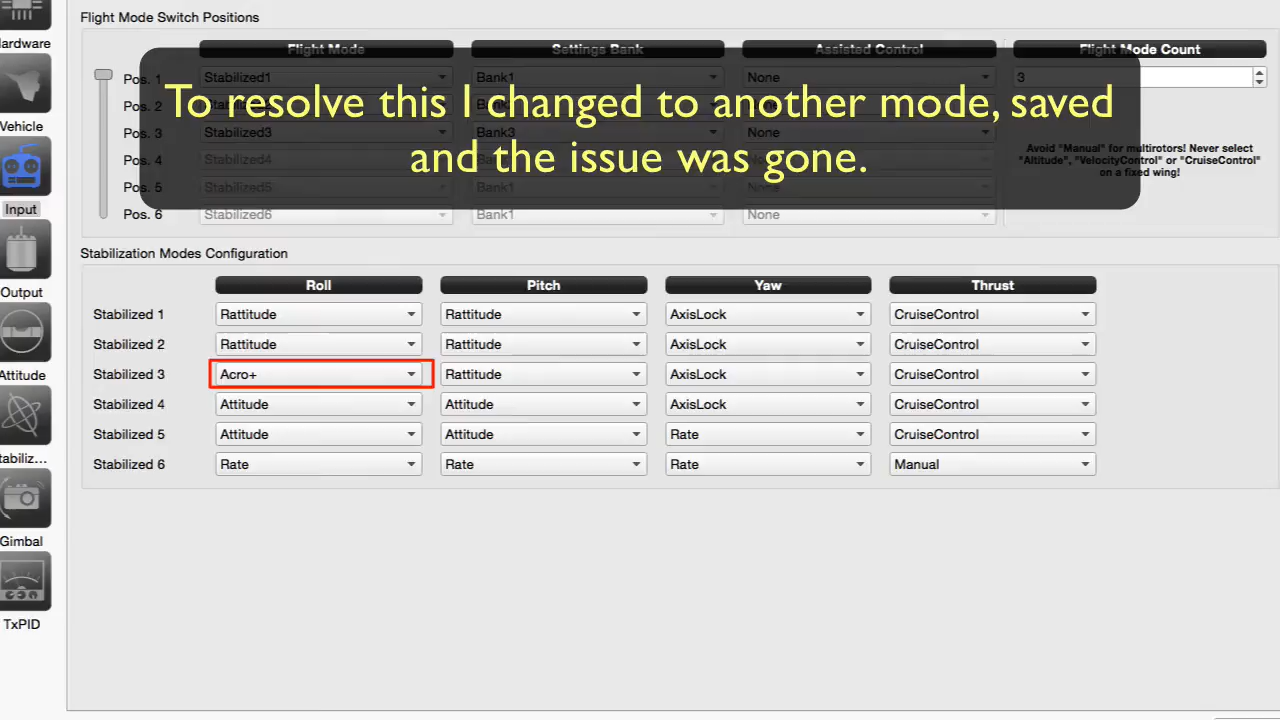 Flight Mode Switch Positions
Flight Mode Settings Bank Assisted Control Flight Mode Count
Pos. 1 Stabilized1 Bank1 None 3
To resolve this I changed to another mode, saved
Pos. 2
Pos. 3 Stabilized3 Bank3 None
Avoid "Manual" for multirotors! Never select
"Altitude", "VelocityControl" or "CruiseControl"
on a fixed wing!
and the issue was gone.
Pos. 4 Stabilized4
Pos. 5 Stabilized5 Bank1
Pos. 6 Stabilized6 Bank1 None
Stabilization Modes Configuration
Roll Pitch Yaw Thrust
Stabilized 1 Rattitude Rattitude AxisLock CruiseControl
Stabilized 2 Rattitude Rattitude AxisLock CruiseControl
Stabilized 3 Acro+ Rattitude AxisLock CruiseControl
Stabilized 4 Attitude Attitude AxisLock CruiseControl
Stabilized 5 Attitude Attitude Rate CruiseControl
Stabilized 6 Rate Rate Rate Manual
ardware
Vehicle
Input
Output
Attitude
tabiliz...
Gimbal
TxPID